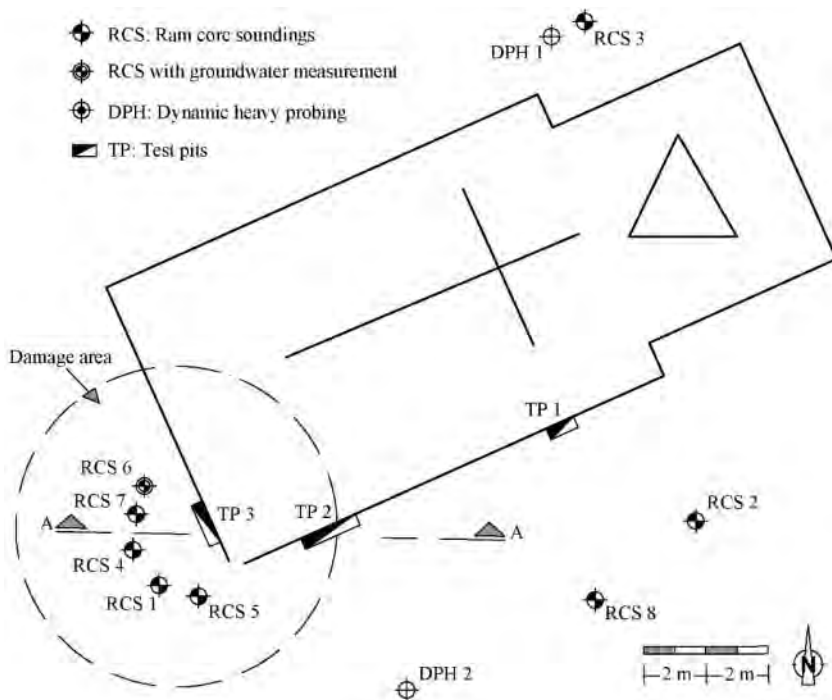 RCS: Ram core soundings
RCS with groundwater measurement
DPH: Dynamic heavy probing
TP: Test pits
DPH 1
RCS 3
Damage area
TP 1
RCS 6
RCS 7
TP 3
TP 2
RCS 2
A
A
RCS 4
RCS 1
RCS 5
RCS 8
DPH 2
2 m
2 m
N